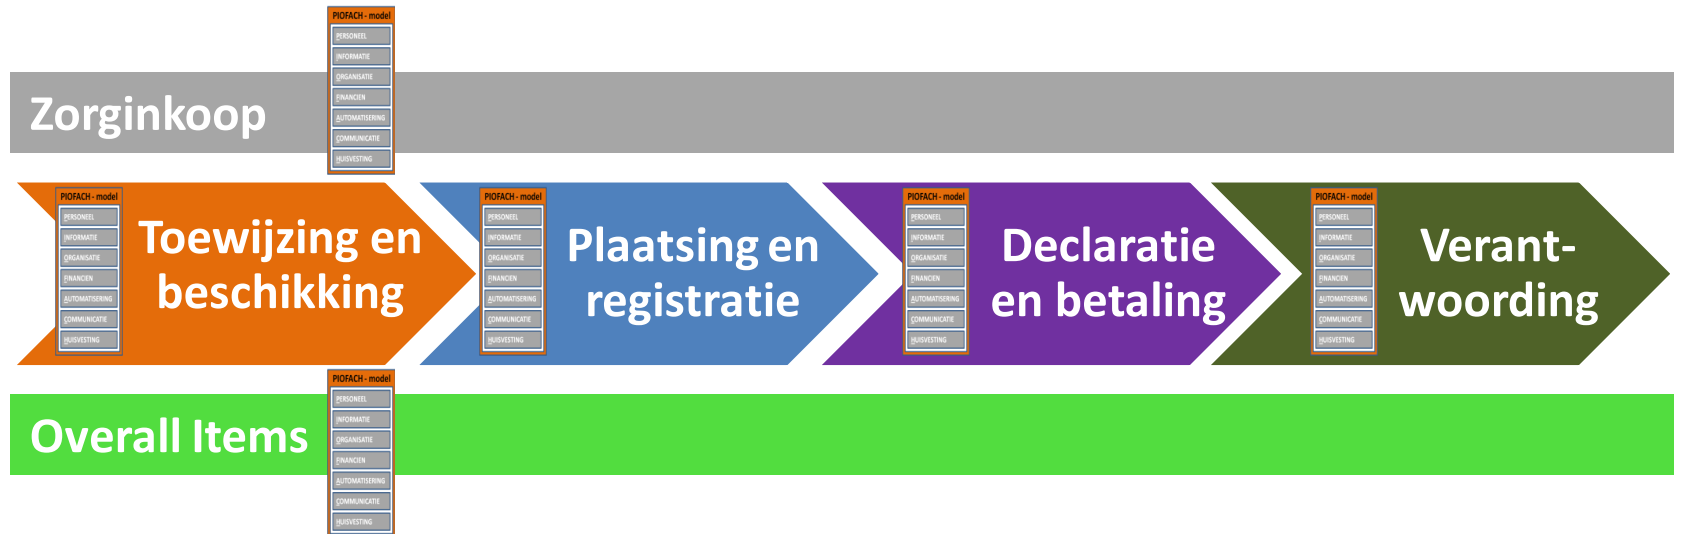 PIOFACH - model
PERSONEEL
INFORMATIE
ORGANISATIE
FINANCIEN
AUTOMATISERING
COMMUNICATIE
HUISVESTING
Zorginkoop
PIOFACH - model
PERSONEEL
INFORMATIE
ORGANISATIE
FINANCIEN
AUTOMATISERING
COMMUNICATIE
HUISVESTING
Toewijzing en
beschikking
PIOFACH - model
PERSONEEL
INFORMATIE
ORGANISATIE
FINANCIEN
AUTOMATISERING
COMMUNICATIE
HUISVESTING
Plaatsing en
registratie
PIOFACH - model
PERSONEEL
INFORMATIE
ORGANISATIE
FINANCIEN
AUTOMATISERING
COMMUNICATIE
HUISVESTING
Declaratie
en betaling
PIOFACH - model
PERSONEEL
INFORMATIE
ORGANISATIE
FINANCIEN
AUTOMATISERING
COMMUNICATIE
HUISVESTING
Verant-
woording
PIOFACH - model
PERSONEEL
INFORMATIE
ORGANISATIE
FINANCIEN
AUTOMATISERING
COMMUNICATIE
HUISVESTING
Overall Items